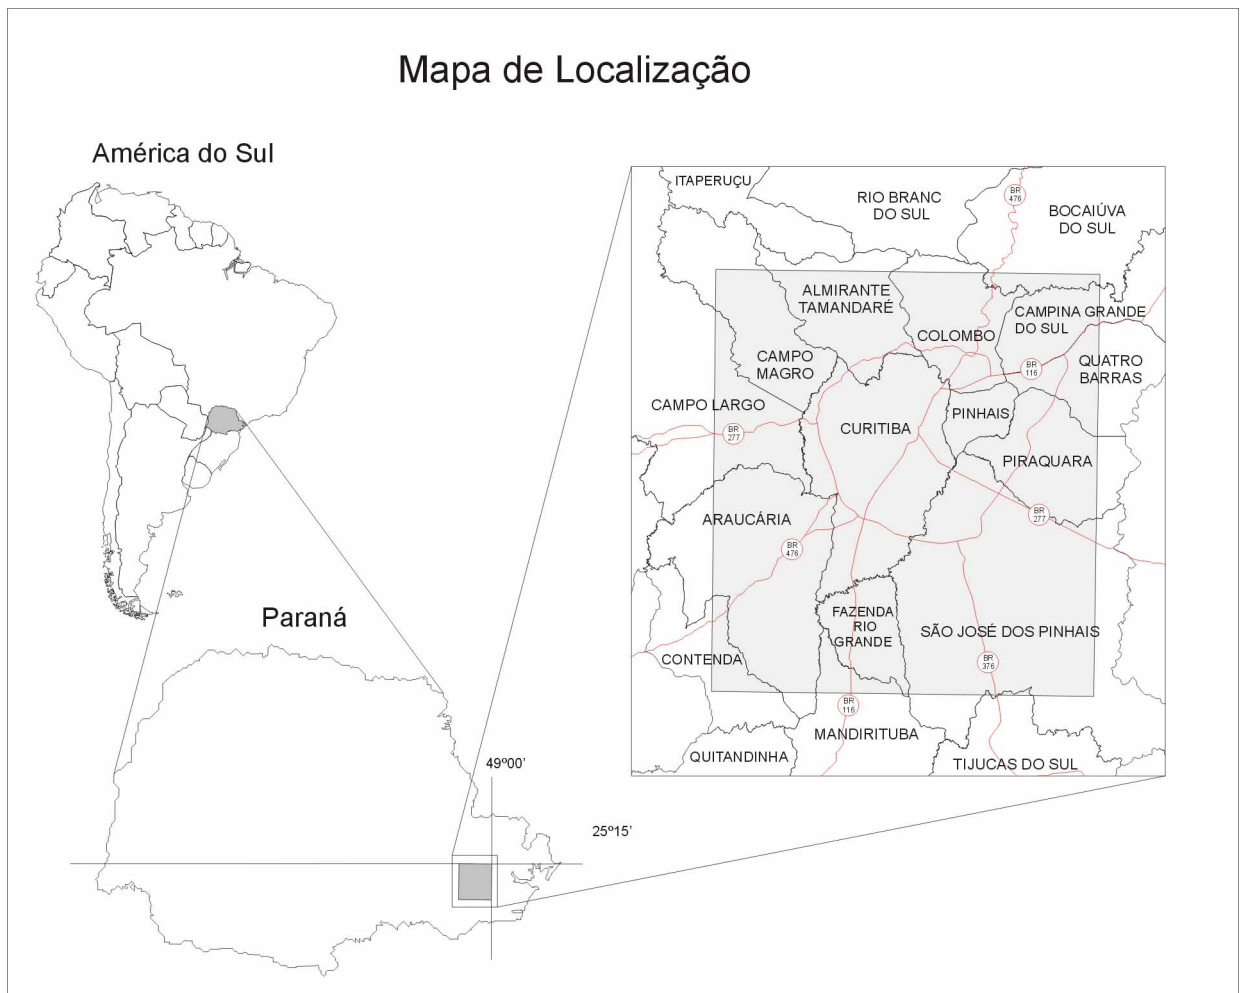 Mapa de Localização
América do Sul
Paraná
49º00’
25º15’
ITAPERUÇU
RIO BRANC
DO SUL
BR
476
BOCAIÚVA
DO SUL
ALMIRANTE
TAMANDARÉ
CAMPINA GRANDE
DO SUL
COLOMBO
CAMPO
MAGRO
BR
116
QUATRO
BARRAS
CAMPO LARGO
PINHAIS
BR
277
CURITIBA
PIRAQUARA
ARAUCÁRIA
BR
277
BR
476
FAZENDA
RIO
GRANDE
SÃO JOSÉ DOS PINHAIS
CONTENDA
BR
376
BR
116
MANDIRITUBA
QUITANDINHA
TIJUCAS DO SUL